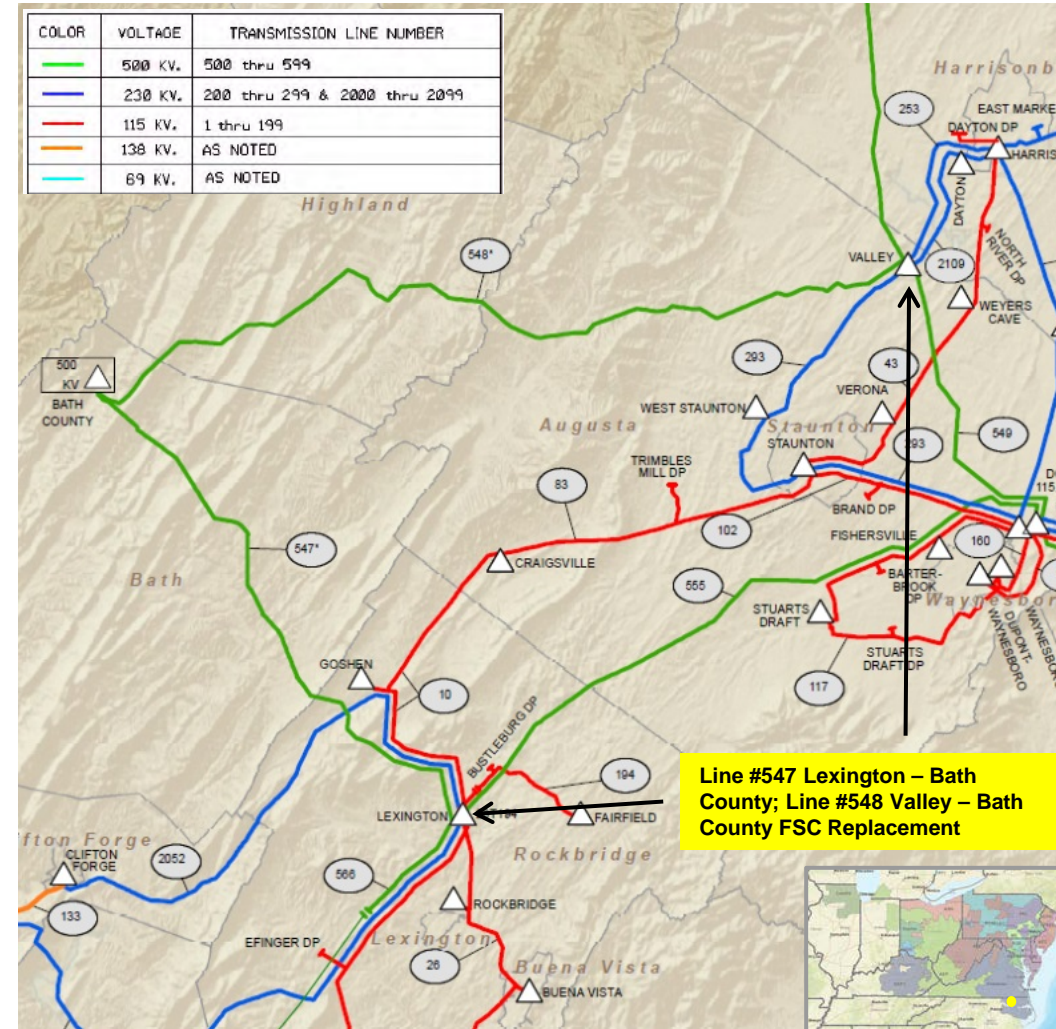 COLOR VOLTAGE TRANSMISSION LINE NUMBER
500 KV. 500 thru 599
230 KV. 200 thru 299 & 2000 thru 2099
115 KV. 1 thru 199
138 KV. AS NOTED
69 KV. AS NOTED
Harrisonb
253
EAST MARKE
DAYTON DP
HARRIS
DAYTON
Highland
548*
VALLEY
2109
NORTH
RIVER DP
WEYERS
CAVE
500
KV
BATH
COUNTY
293
43
VERONA
WEST STAUNTON
Augusta
Staunton
STAUNTON
293
549
TRIMBLES
MILL DP
83
115
BRAND DP
102
FISHERSVILLE
160
547*
CRAIGSVILLE
Bath
555
BARTER-
BROOK
DP
Waynesbor
STUARTS
DRAFT
DUPONT-
WAYNESBORO
WAYNESBOR
STUARTS
DRAFT DP
GOSHEN
10
117
BUSTLEBURG DP
194
Line #547 Lexington – Bath
County; Line #548 Valley – Bath
County FSC Replacement
LEXINGTON
FAIRFIELD
fton Forge
CLIFTON
FORGE
2052
Rockbridge
566
133
ROCKBRIDGE
EFINGER DP
Lexington
26
Buena Vista
BUENA VISTA